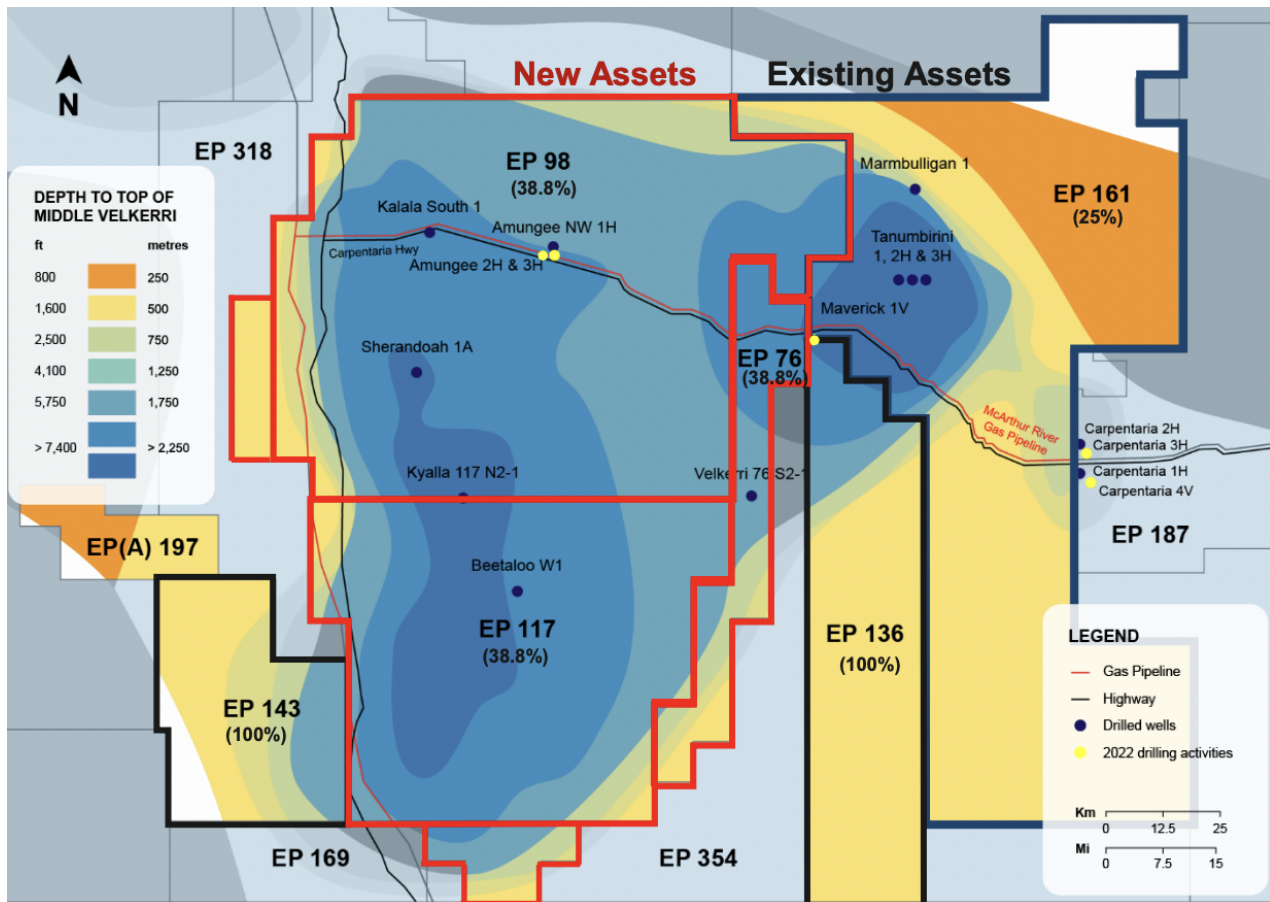 New Assets
Existing Assets
N
EP 318
EP 98
(38.8%)
Marmbulligan 1
EP 161
(25%)
DEPTH TO TOP OF
MIDDLE VELKERRI
ft
metres
800
250
1,600
500
2,500
750
4,100
1,250
5,750
1,750
> 7,400
> 2,250
Kalala South 1
Amungee NW 1H
Carpentaria Hwy
Amungee 2H & 3H
Tanumbirini
1, 2H & 3H
Maverick 1V
Sherandoah 1A
EP 76
(38.8%)
McArthur River
Gas Pipeline
Carpentaria 2H
Carpentaria 3H
Carpentaria 1H
Carpentaria 4V
Kyalla 117 N2-1
Velkerri 76 S2-1
EP 187
EP(A) 197
Beetaloo W1
EP 117
(38.8%)
EP 136
(100%)
EP 143
(100%)
LEGEND
Gas Pipeline
Highway
Drilled wells
2022 drilling activities
Km
0
12.5
25
Mi
0
7.5
15
EP 169
EP 354